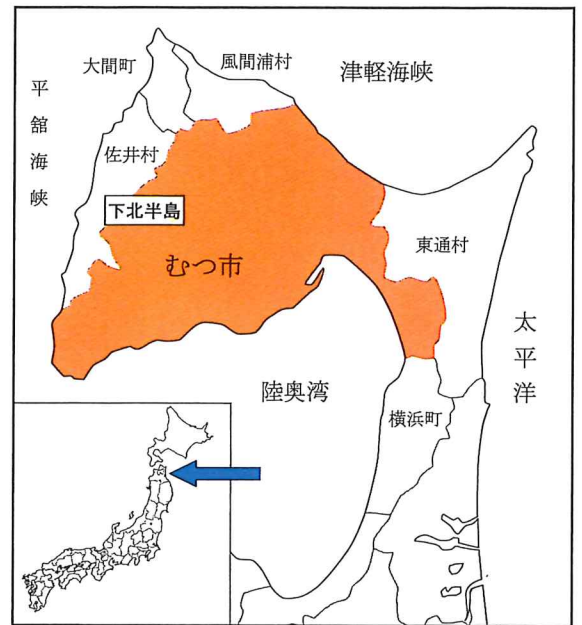 大間町
風間浦村
津軽海峡
平舘海峡
佐井村
下北半島
むつ市
東通村
太平洋
陸奥湾
横浜町